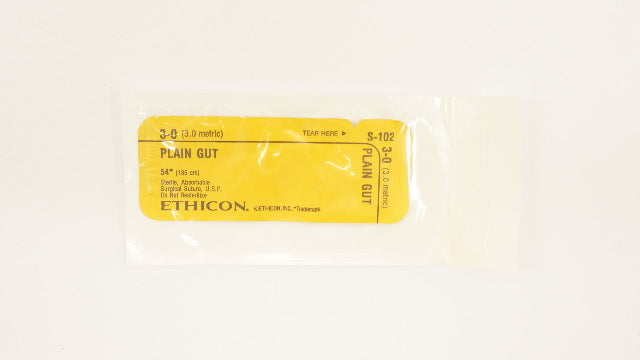 3-0 (3.0 metric)
TEAR HERE ►
S-102
PLAIN GUT
54" (135 cm)
Sterile, Absorbable
Surgical Suture, U.S.P.
Do Not Resterilize
ETHICON.
©ETHICON, INC. *Trademark
3-0 (3.0 metric)
PLAIN GUT